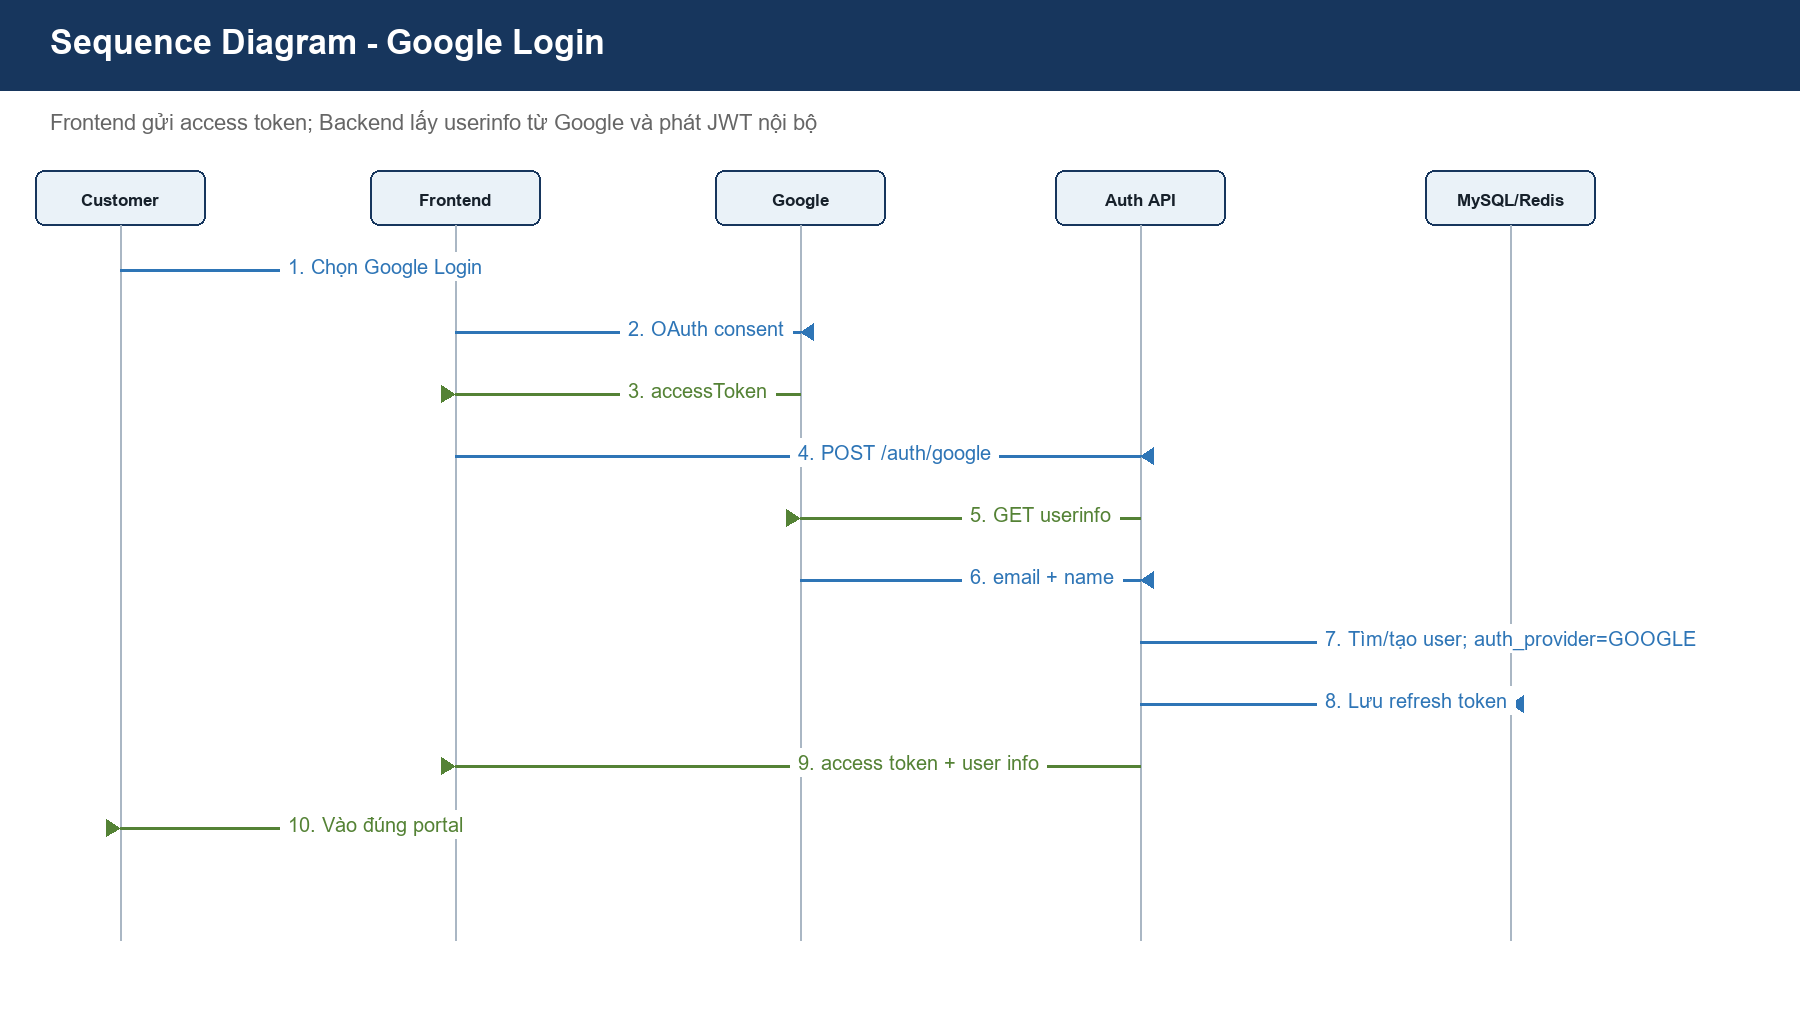 Sequence Diagram - Google Login
Frontend gửi access token; Backend lấy userinfo từ Google và phát JWT nội bộ
Customer
Frontend
Google
Auth API
MySQL/Redis
1. Chọn Google Login
2. OAuth consent
3. accessToken
4. POST /auth/google
5. GET userinfo
6. email + name
7. Tìm/tạo user; auth_provider=GOOGLE
8. Lưu refresh token
9. access token + user info
10. Vào đúng portal